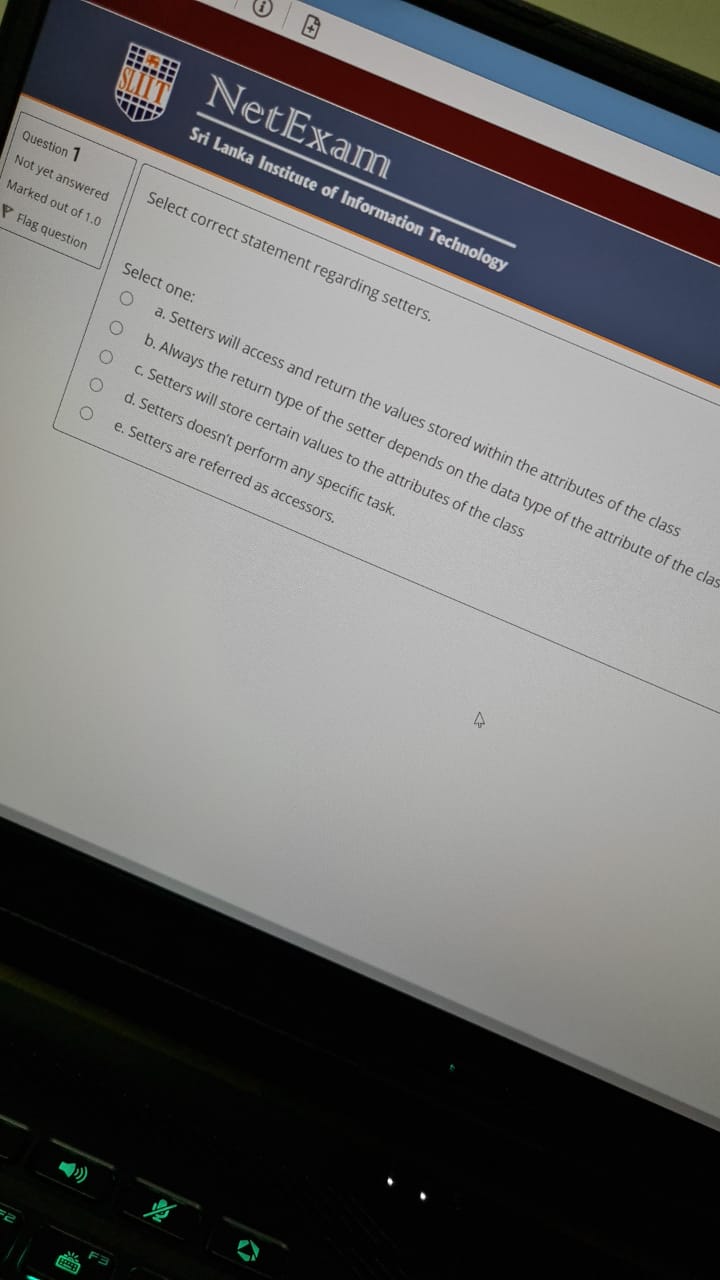 SLIIT
NetExam
Sri Lanka Institute of Information Technology
Question 1
Not yet answered
Marked out of 1.0
Flag question
Select correct statement regarding setters.
Select one:
a. Setters will access and return the values stored within the attributes of the class
b. Always the return type of the setter depends on the data type of the attribute of the clas
c. Setters will store certain values to the attributes of the class
d. Setters doesn't perform any specific task.
e. Setters are referred as accessors.
F2
F3